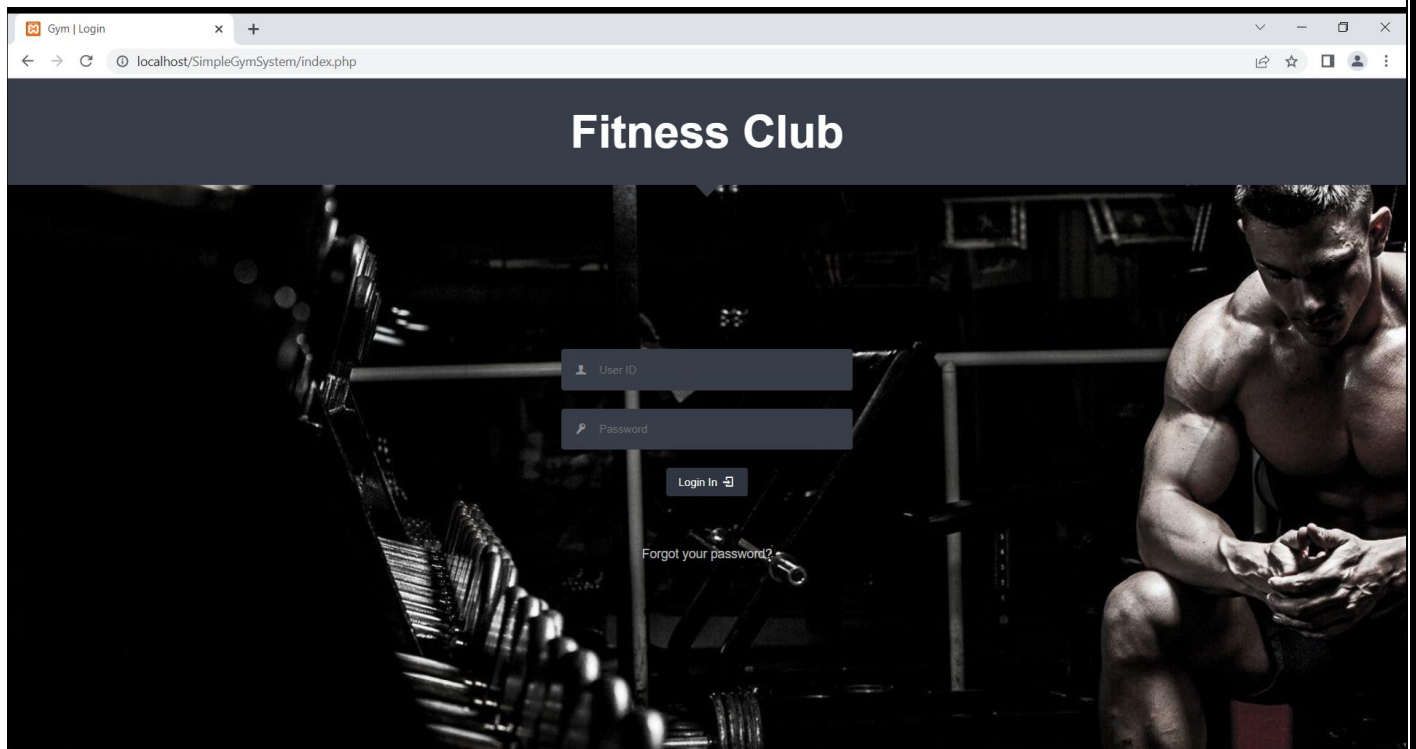 Gym | Login
localhost/SimpleGymSystem/index.php
Fitness Club
User ID
Password
Login In
Forgot your password?